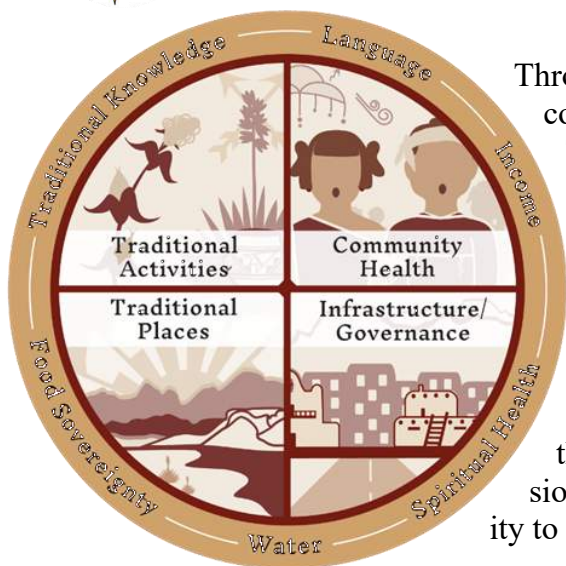 Traditional Knowledge
Language
Income
Traditional
Activities
Community
Health
Traditional
Places
Infrastructure/
Governance
Food Sovereignty
Water
Spiritual Health
Thro
co
t
sio
ity to